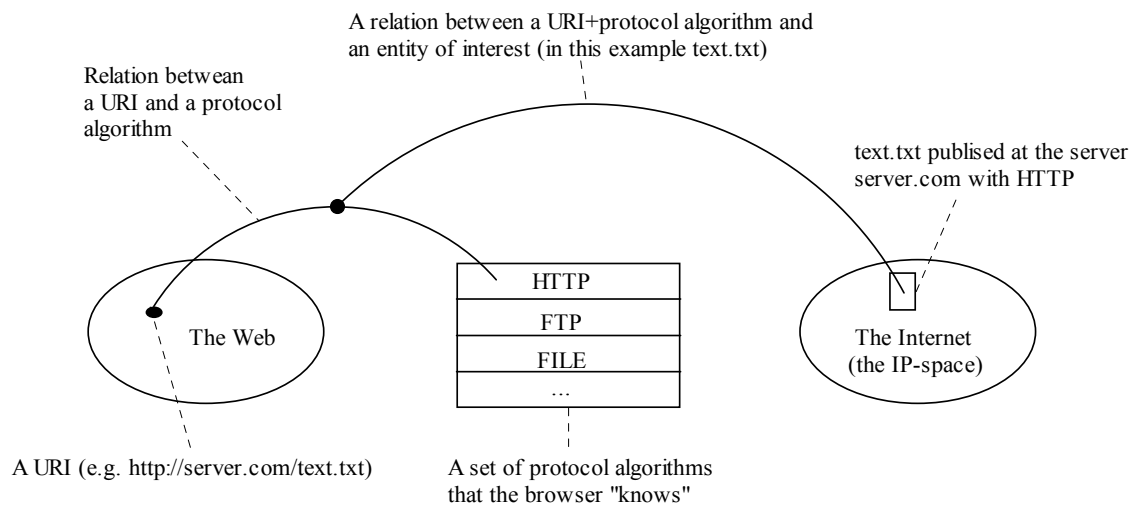 A relation between a URI+protocol algorithm and
an entity of interest (in this example text.txt)
Relation betwean
a URI and a protocol
algorithm
text.txt publised at the server
server.com with HTTP
The Web
HTTP
FTP
FILE
...
The Internet
(the IP-space)
A URI (e.g. http://server.com/text.txt)
A set of protocol algorithms
that the browser "knows"